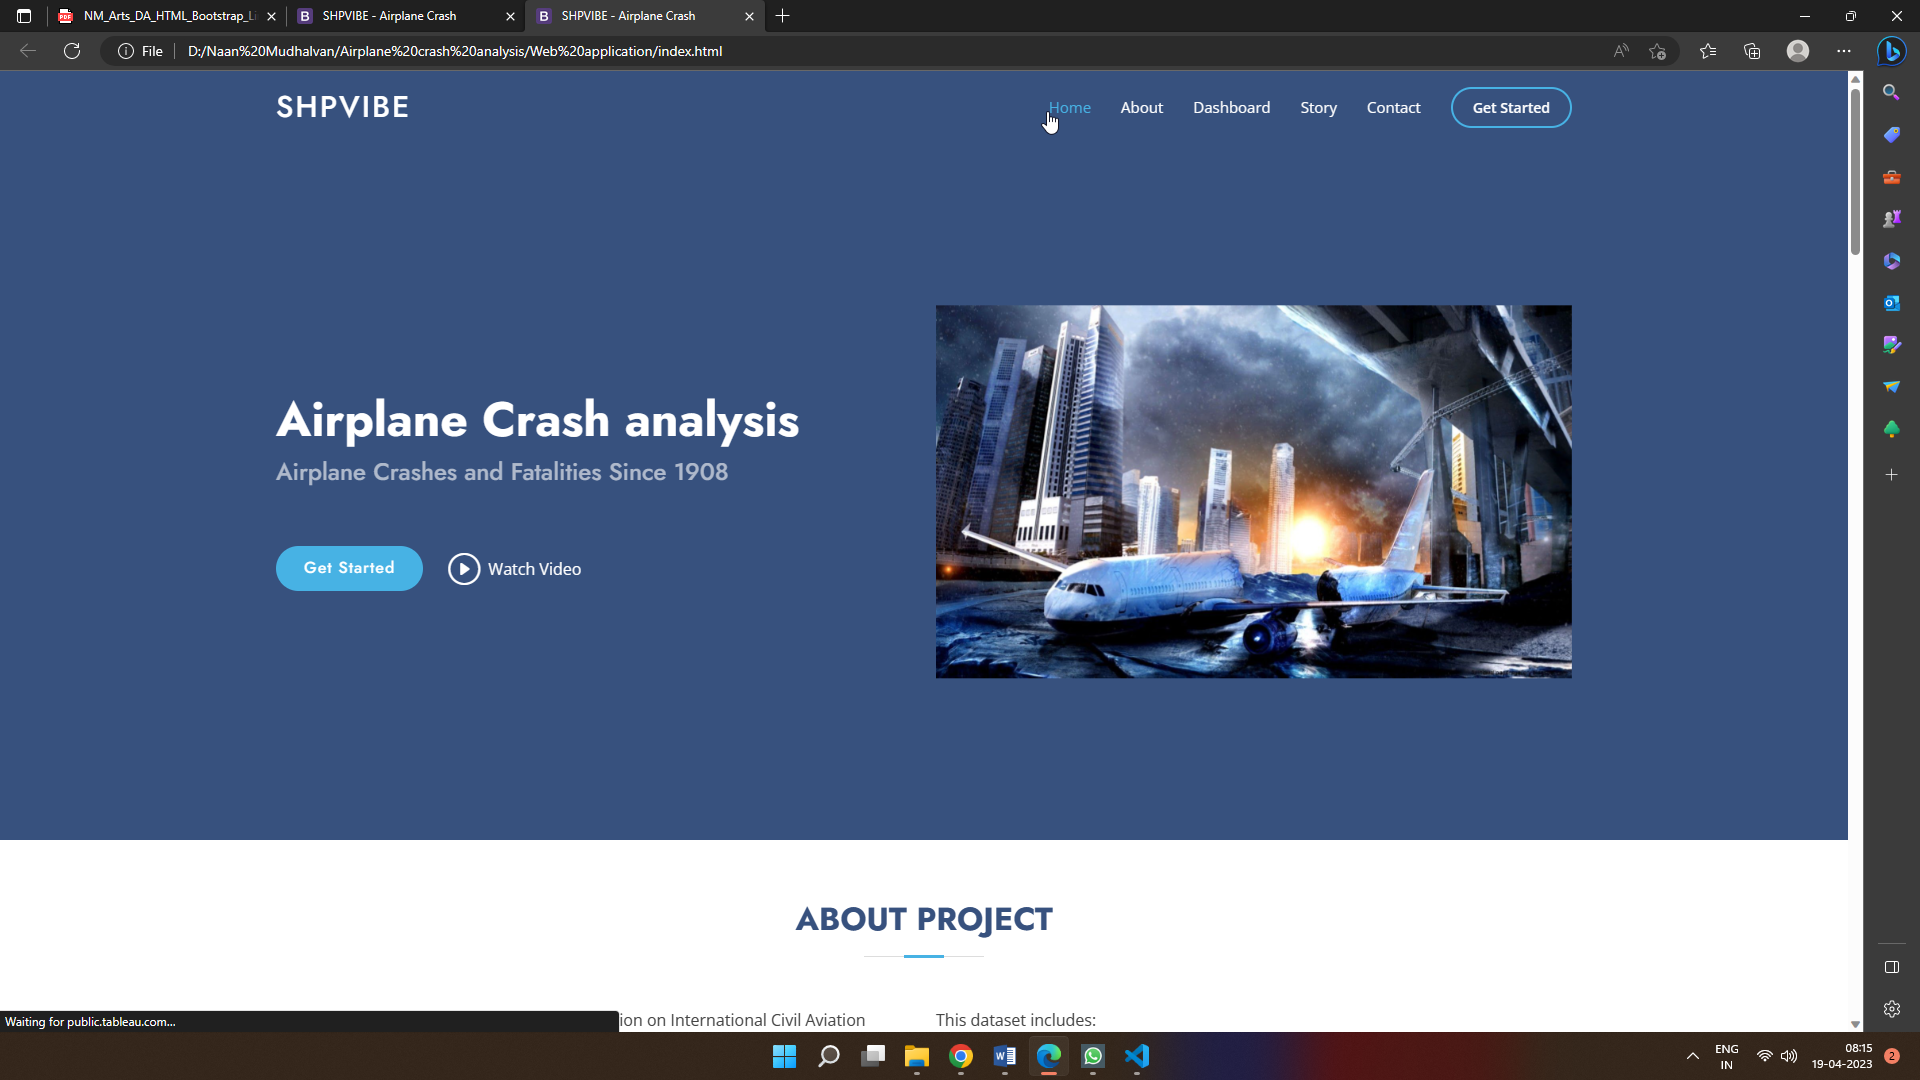 NM_Arts_DA_HTML_Bootstrap_Li
SHPVIBE - Airplane Crash
SHPVIBE - Airplane Crash
File
D:/Naan%20Mudhalvan/Airplane%20crash%20analysis/Web%20application/index.html
SHPVIBE
Home
About
Dashboard
Story
Contact
Get Started
Airplane Crash analysis
Airplane Crashes and Fatalities Since 1908
Get Started
Watch Video
ABOUT PROJECT
ion on International Civil Aviation
This dataset includes:
Waiting for public.tableau.com...
ENG
IN
08:15
19-04-2023
2